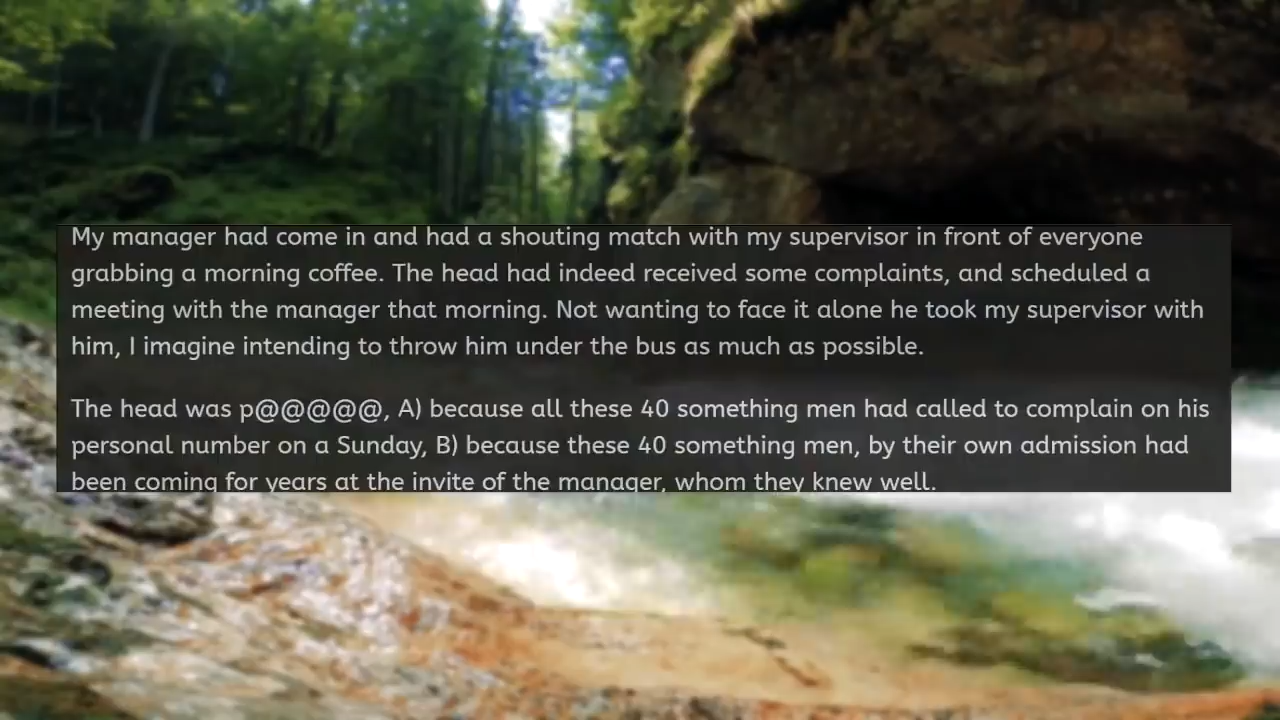 My manager had come in and had a shouting match with my supervisor in front of everyone
grabbing a morning coffee. The head had indeed received some complaints, and scheduled a
meeting with the manager that morning. Not wanting to face it alone he took my supervisor with
him, I imagine intending to throw him under the bus as much as possible.
The head was p@@@@@, A) because all these 40 something men had called to complain on his
personal number on a Sunday, B) because these 40 something men, by their own admission had
been coming for years at the invite of the manager, whom they knew well.